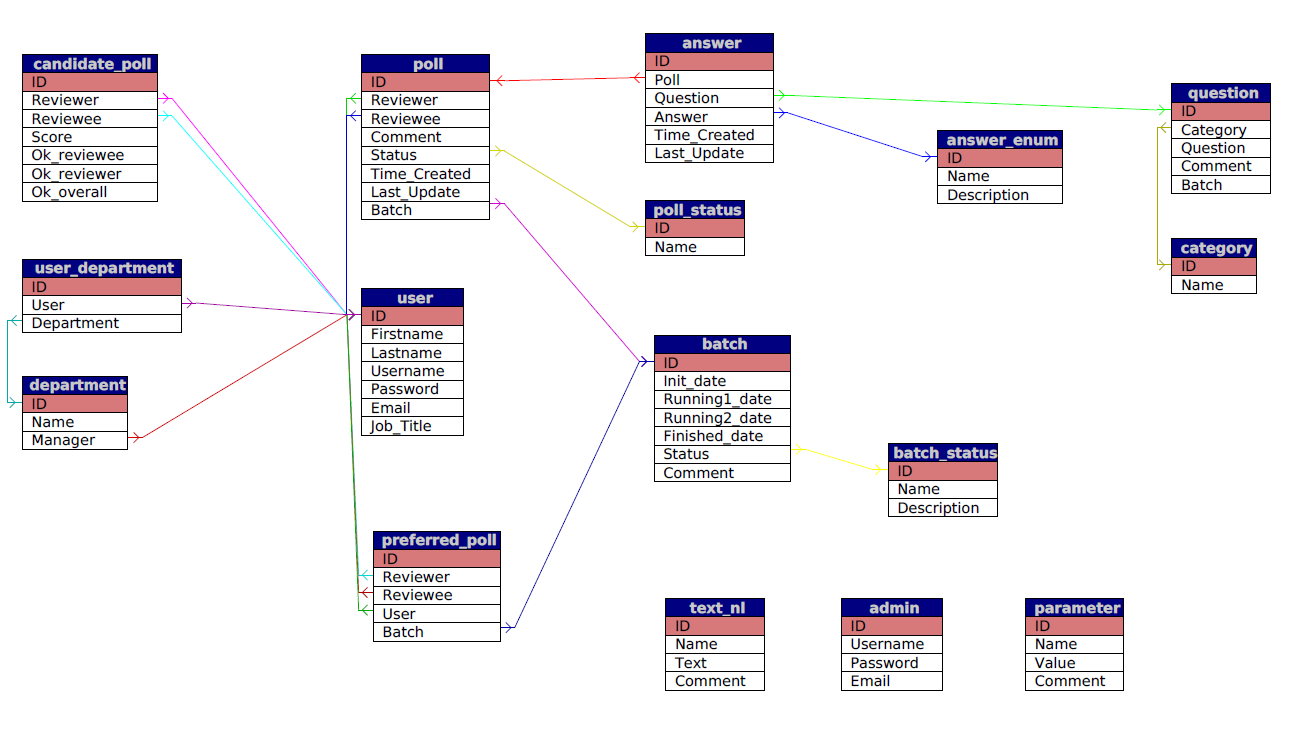 candidate_poll
ID
Reviewer
Reviewee
Score
Ok_reviewee
Ok_reviewer
Ok_overall
poll
ID
Reviewer
Reviewee
Comment
Status
Time_Created
Last_Update
Batch
answer
ID
Poll
Question
Answer
Time_Created
Last_Update
question
ID
Category
Question
Comment
Batch
answer_enum
ID
Name
Description
poll_status
ID
Name
category
ID
Name
user_department
ID
User
Department
user
ID
Firstname
Lastname
Username
Password
Email
Job_Title
department
ID
Name
Manager
batch
ID
Init_date
Running1_date
Running2_date
Finished_date
Status
Comment
batch_status
ID
Name
Description
preferred_poll
ID
Reviewer
Reviewee
User
Batch
text_nl
ID
Name
Text
Comment
admin
ID
Username
Password
Email
parameter
ID
Name
Value
Comment